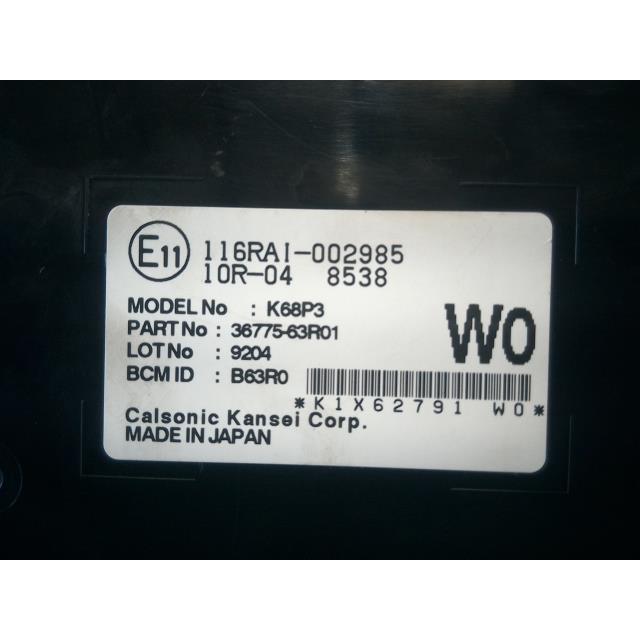 E11 116RAI-002985
10R-04 8538
MODEL No : K68P3
PART No : 36775-63R01
LOT No : 9204
BCM ID : B63R0
W0
*K1X62791 W0*
Calsonic Kansei Corp.
MADE IN JAPAN